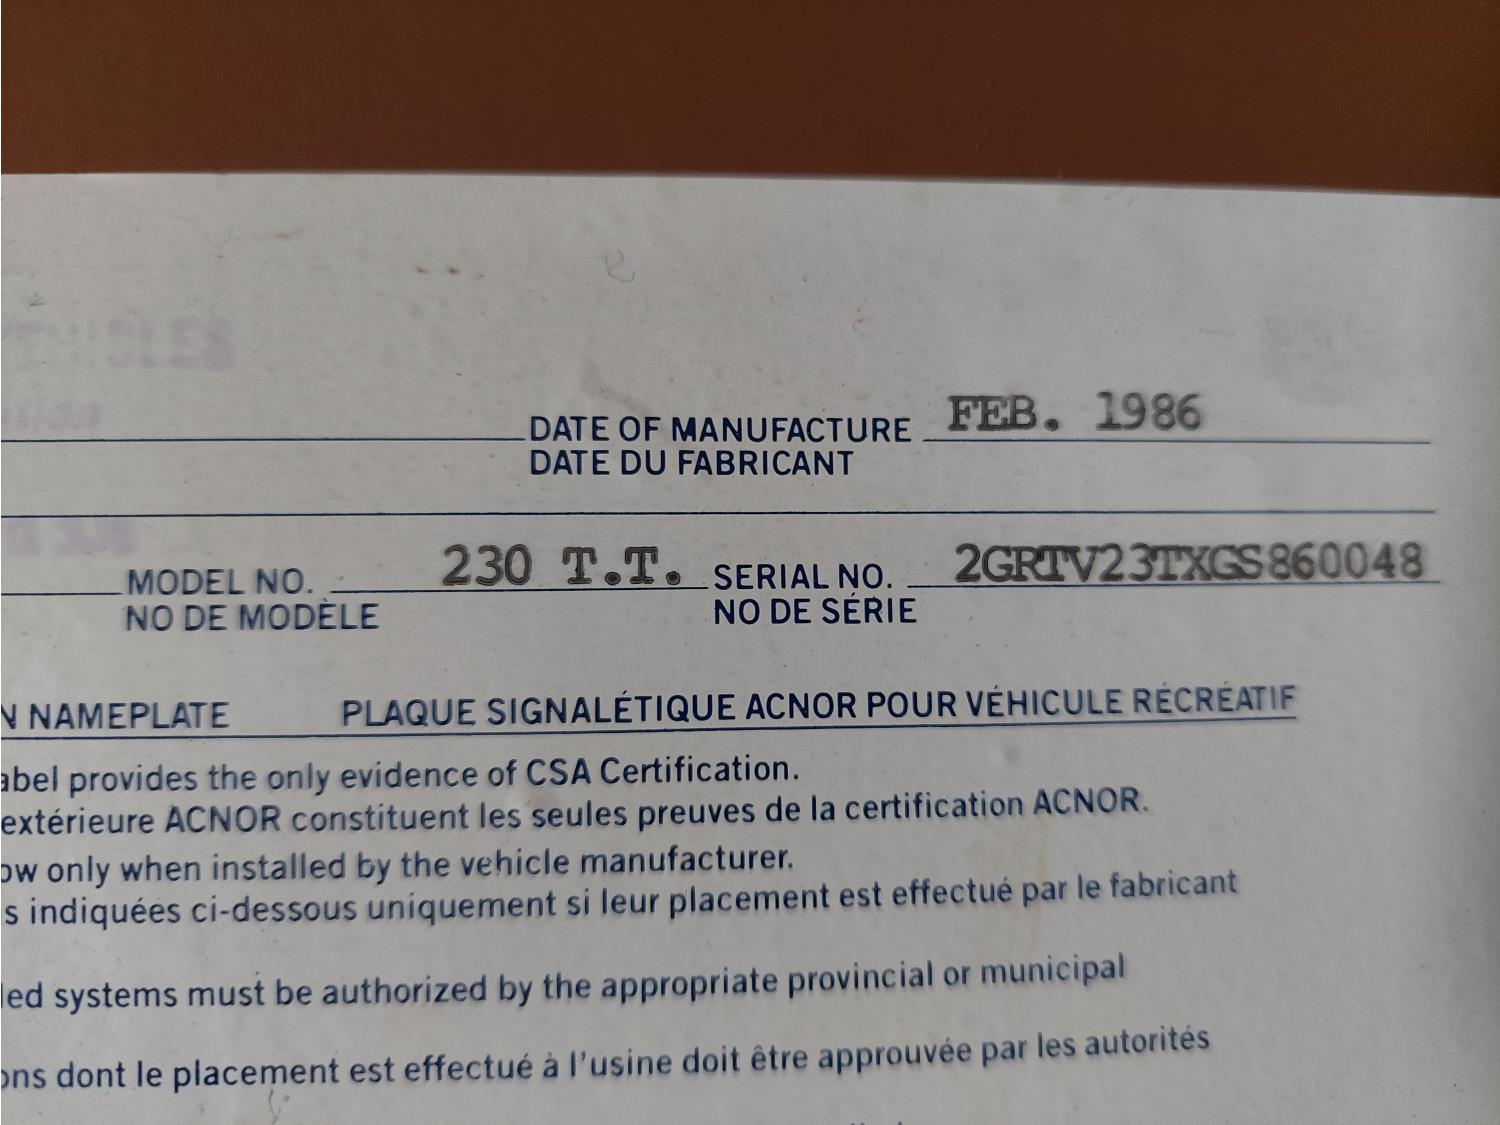 DATE OF MANUFACTURE FEB. 1986
DATE DU FABRICANT
MODEL NO. 230 T.T. SERIAL NO. 2GRTV23TXGS860048
NO DE MODÈLE NO DE SÉRIE
N NAMEPLATE PLAQUE SIGNALÉTIQUE ACNOR POUR VÉHICULE RÉCRÉATIF
abel provides the only evidence of CSA Certification.
extérieure ACNOR constituent les seules preuves de la certification ACNOR.
ow only when installed by the vehicle manufacturer.
s indiquées ci-dessous uniquement si leur placement est effectué par le fabricant
led systems must be authorized by the appropriate provincial or municipal
ons dont le placement est effectué à l'usine doit être approuvée par les autorités